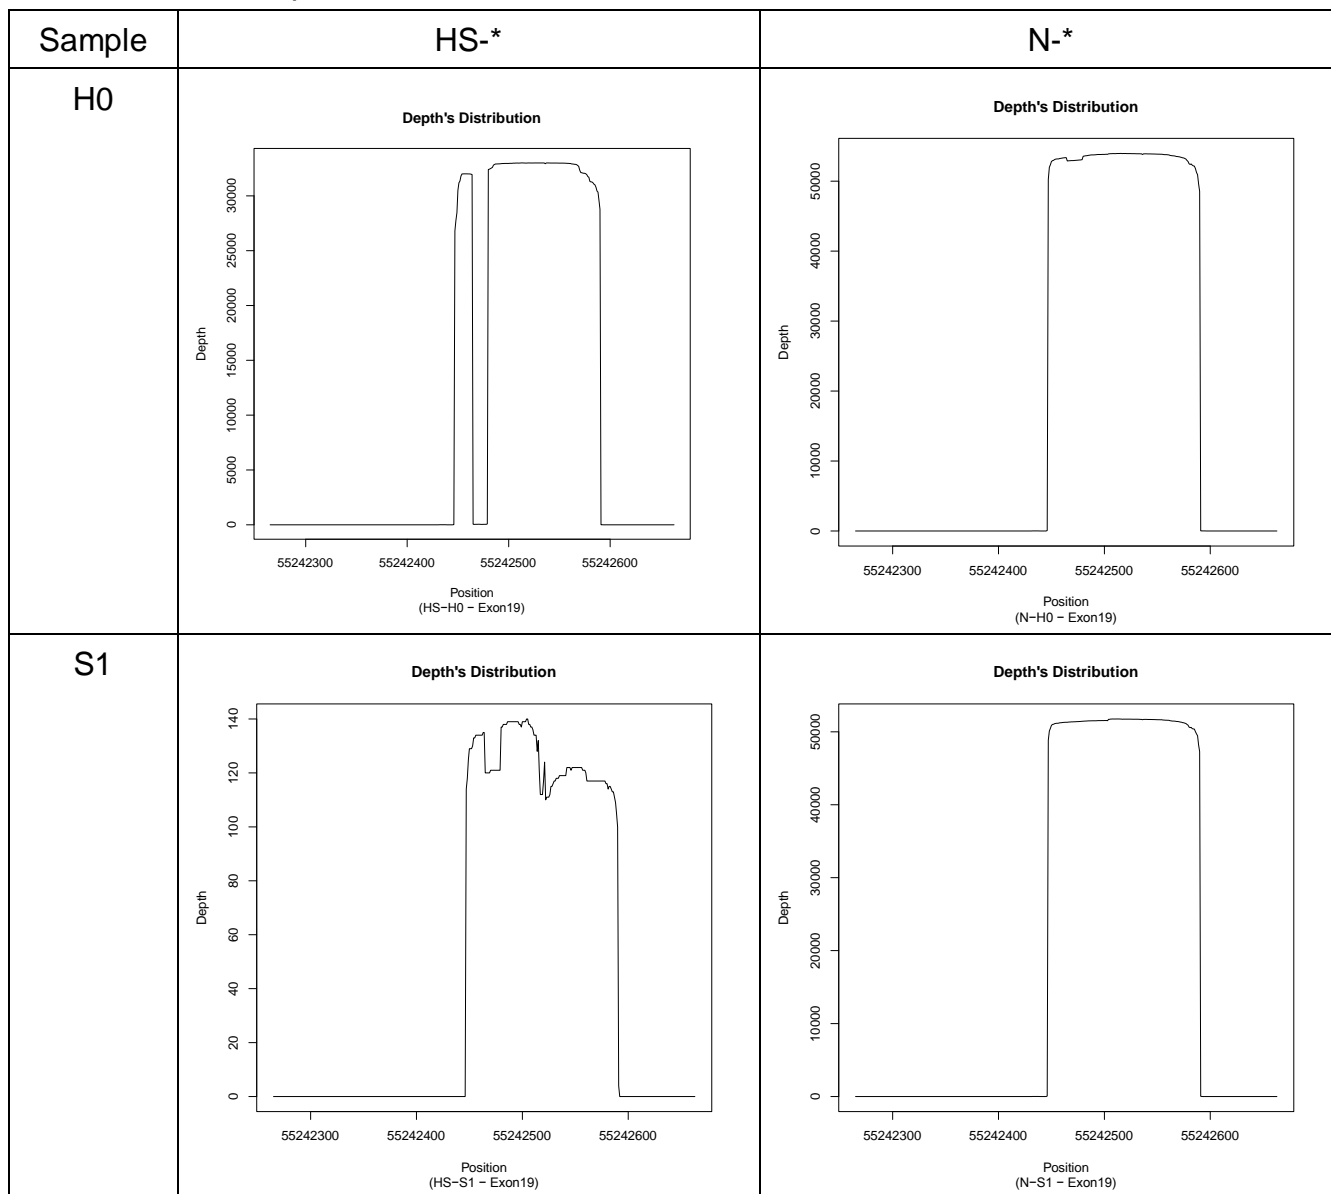 Sample HS-* N-*
H0
Depth's Distribution
Depth
0 5000 10000 15000 20000 25000 30000
55242300 55242400 55242500 55242600
Position
(HS−H0 − Exon19)
Depth's Distribution
Depth
0 10000 20000 30000 40000 50000
55242300 55242400 55242500 55242600
Position
(N−H0 − Exon19)
S1
Depth's Distribution
Depth
0 20 40 60 80 100 120 140
55242300 55242400 55242500 55242600
Position
(HS−S1 − Exon19)
Depth's Distribution
Depth
0 10000 20000 30000 40000 50000
55242300 55242400 55242500 55242600
Position
(N−S1 − Exon19)